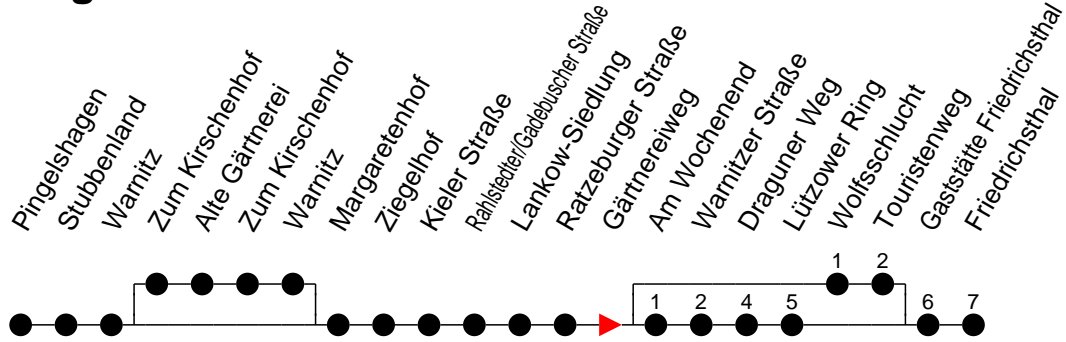 Pingelshagen
Stubbenland
Warnitz
Zum Kirschenhof
Alte Gärtnerei
Zum Kirschenhof
Warnitz
Margaretenhof
Ziegelhof
Kieler Straße
Rahlstedter/Gadebuscher Straße
Lankow-Siedlung
Ratzeburger Straße
Gärtnereiweg
Am Wochenend
Warnitzer Straße
Draguner Weg
Lützower Ring
Wolfsschlucht
Touristenweg
Gaststätte Friedrichsthal
Friedrichsthal
1 2
1 2 4 5 6 7